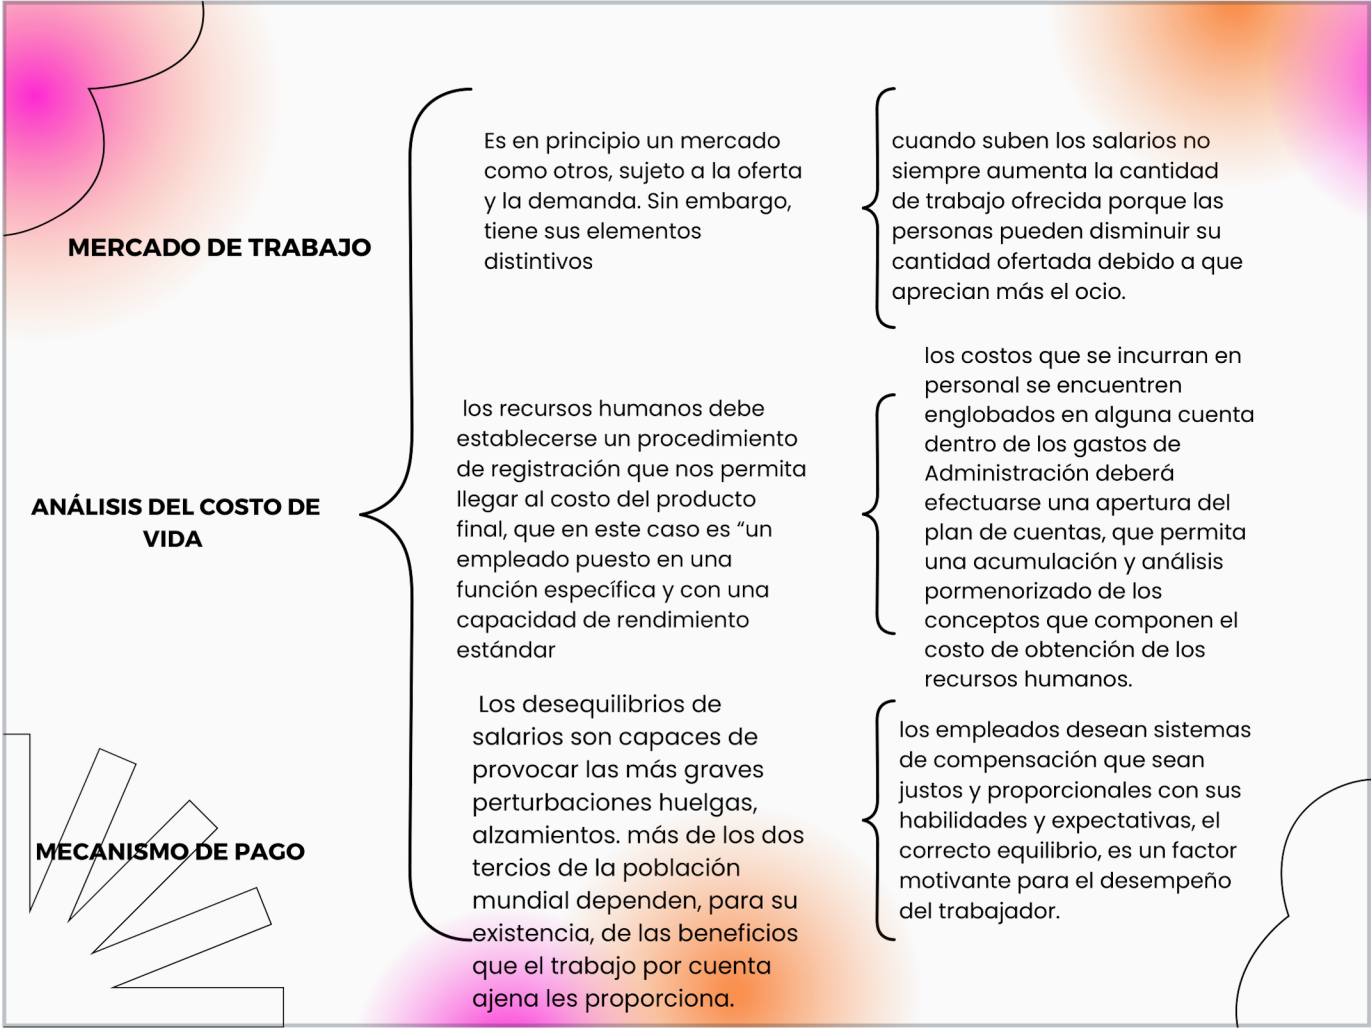 MERCADO DE TRABAJO
Es en principio un mercado
como otros, sujeto a la oferta
y la demanda. Sin embargo,
tiene sus elementos
distintivos
cuando suben los salarios no
siempre aumenta la cantidad
de trabajo ofrecida porque las
personas pueden disminuir su
cantidad ofertada debido a que
aprecian más el ocio.
ANÁLISIS DEL COSTO DE
VIDA
los recursos humanos debe
establecerse un procedimiento
de registración que nos permita
llegar al costo del producto
final, que en este caso es “un
empleado puesto en una
función específica y con una
capacidad de rendimiento
estándar
los costos que se incurran en
personal se encuentren
englobados en alguna cuenta
dentro de los gastos de
Administración deberá
efectuarse una apertura del
plan de cuentas, que permita
una acumulación y análisis
pormenorizado de los
conceptos que componen el
costo de obtención de los
recursos humanos.
MECANISMO DE PAGO
Los desequilibrios de
salarios son capaces de
provocar las más graves
perturbaciones huelgas,
alzamientos. más de los dos
tercios de la población
mundial dependen, para su
existencia, de las beneficios
que el trabajo por cuenta
ajena les proporciona.
los empleados desean sistemas
de compensación que sean
justos y proporcionales con sus
habilidades y expectativas, el
correcto equilibrio, es un factor
motivante para el desempeño
del trabajador.